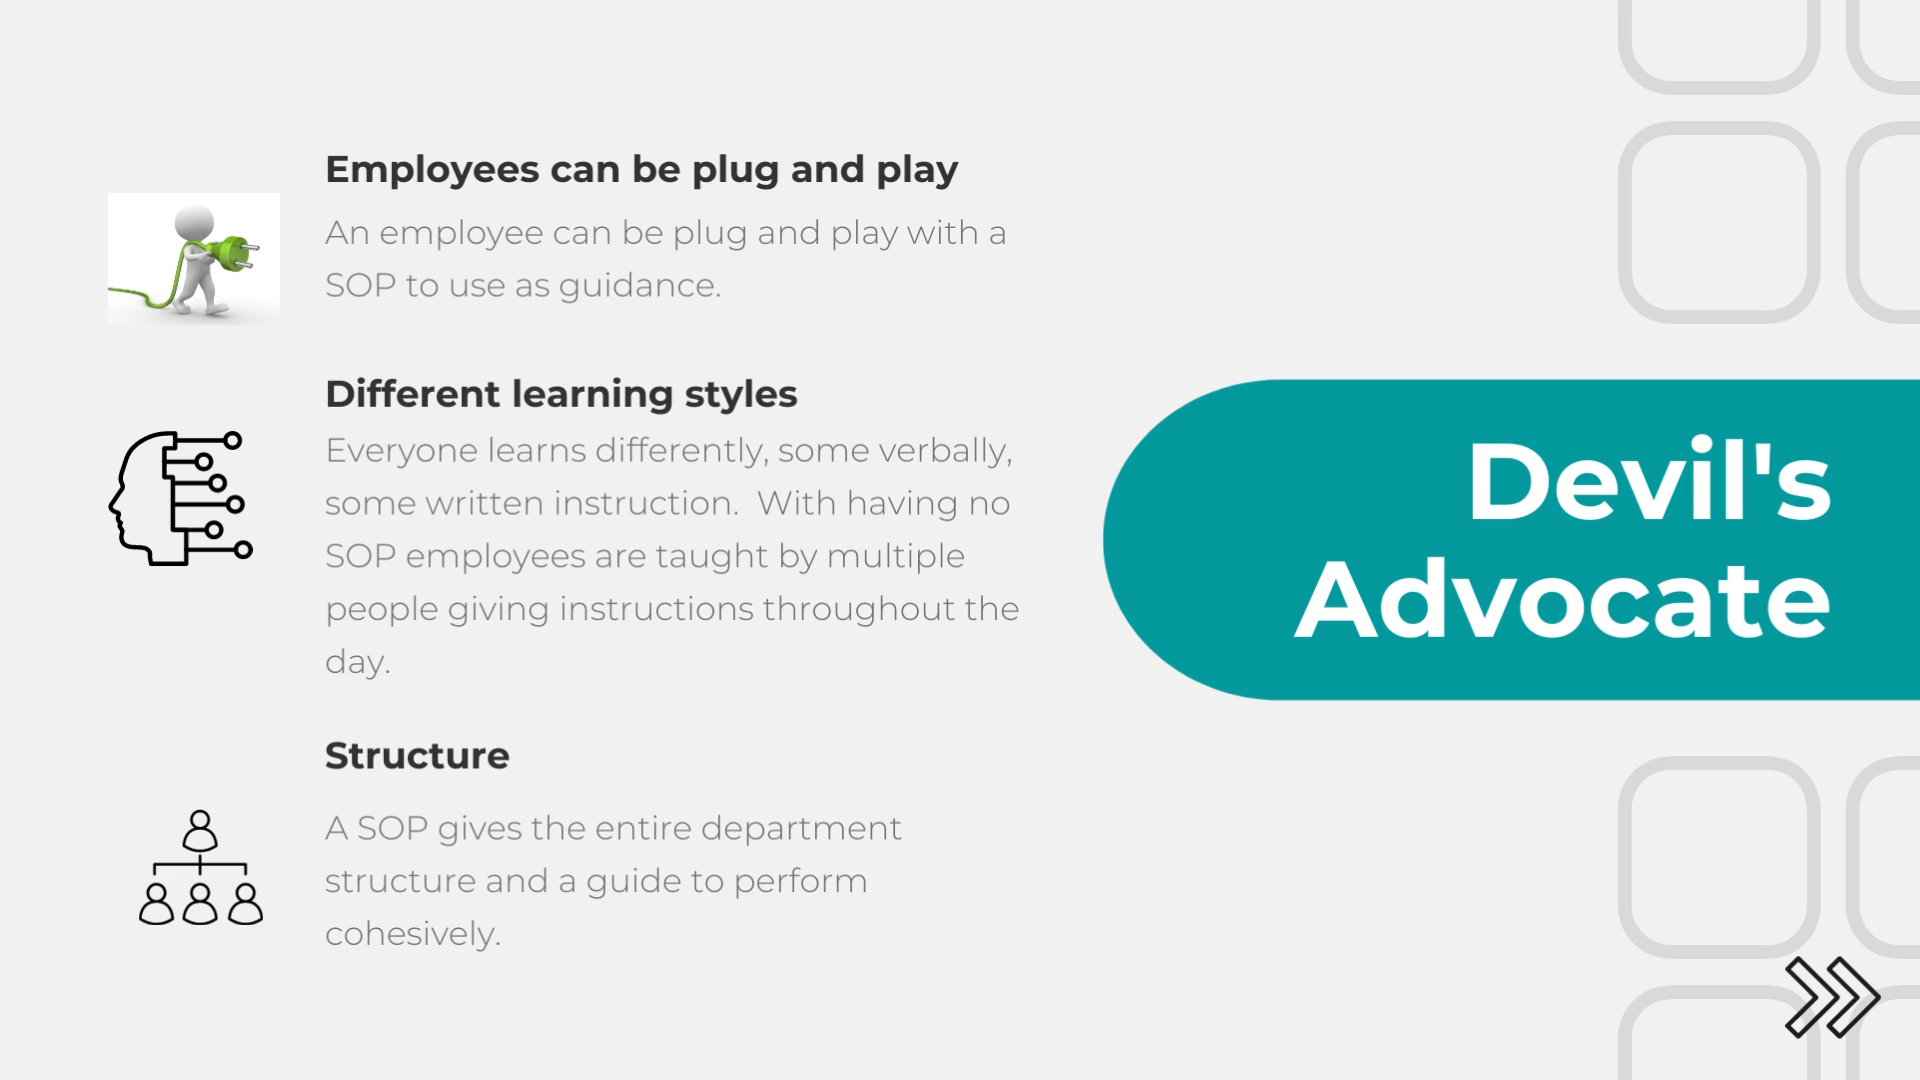 Employees can be plug and play
An employee can be plug and play with a
SOP to use as guidance.
Different learning styles
Everyone learns differently, some verbally,
some written instruction.  With having no
SOP employees are taught by multiple
people giving instructions throughout the
day.
Structure
A SOP gives the entire department
structure and a guide to perform
cohesively.
Devil's
Advocate